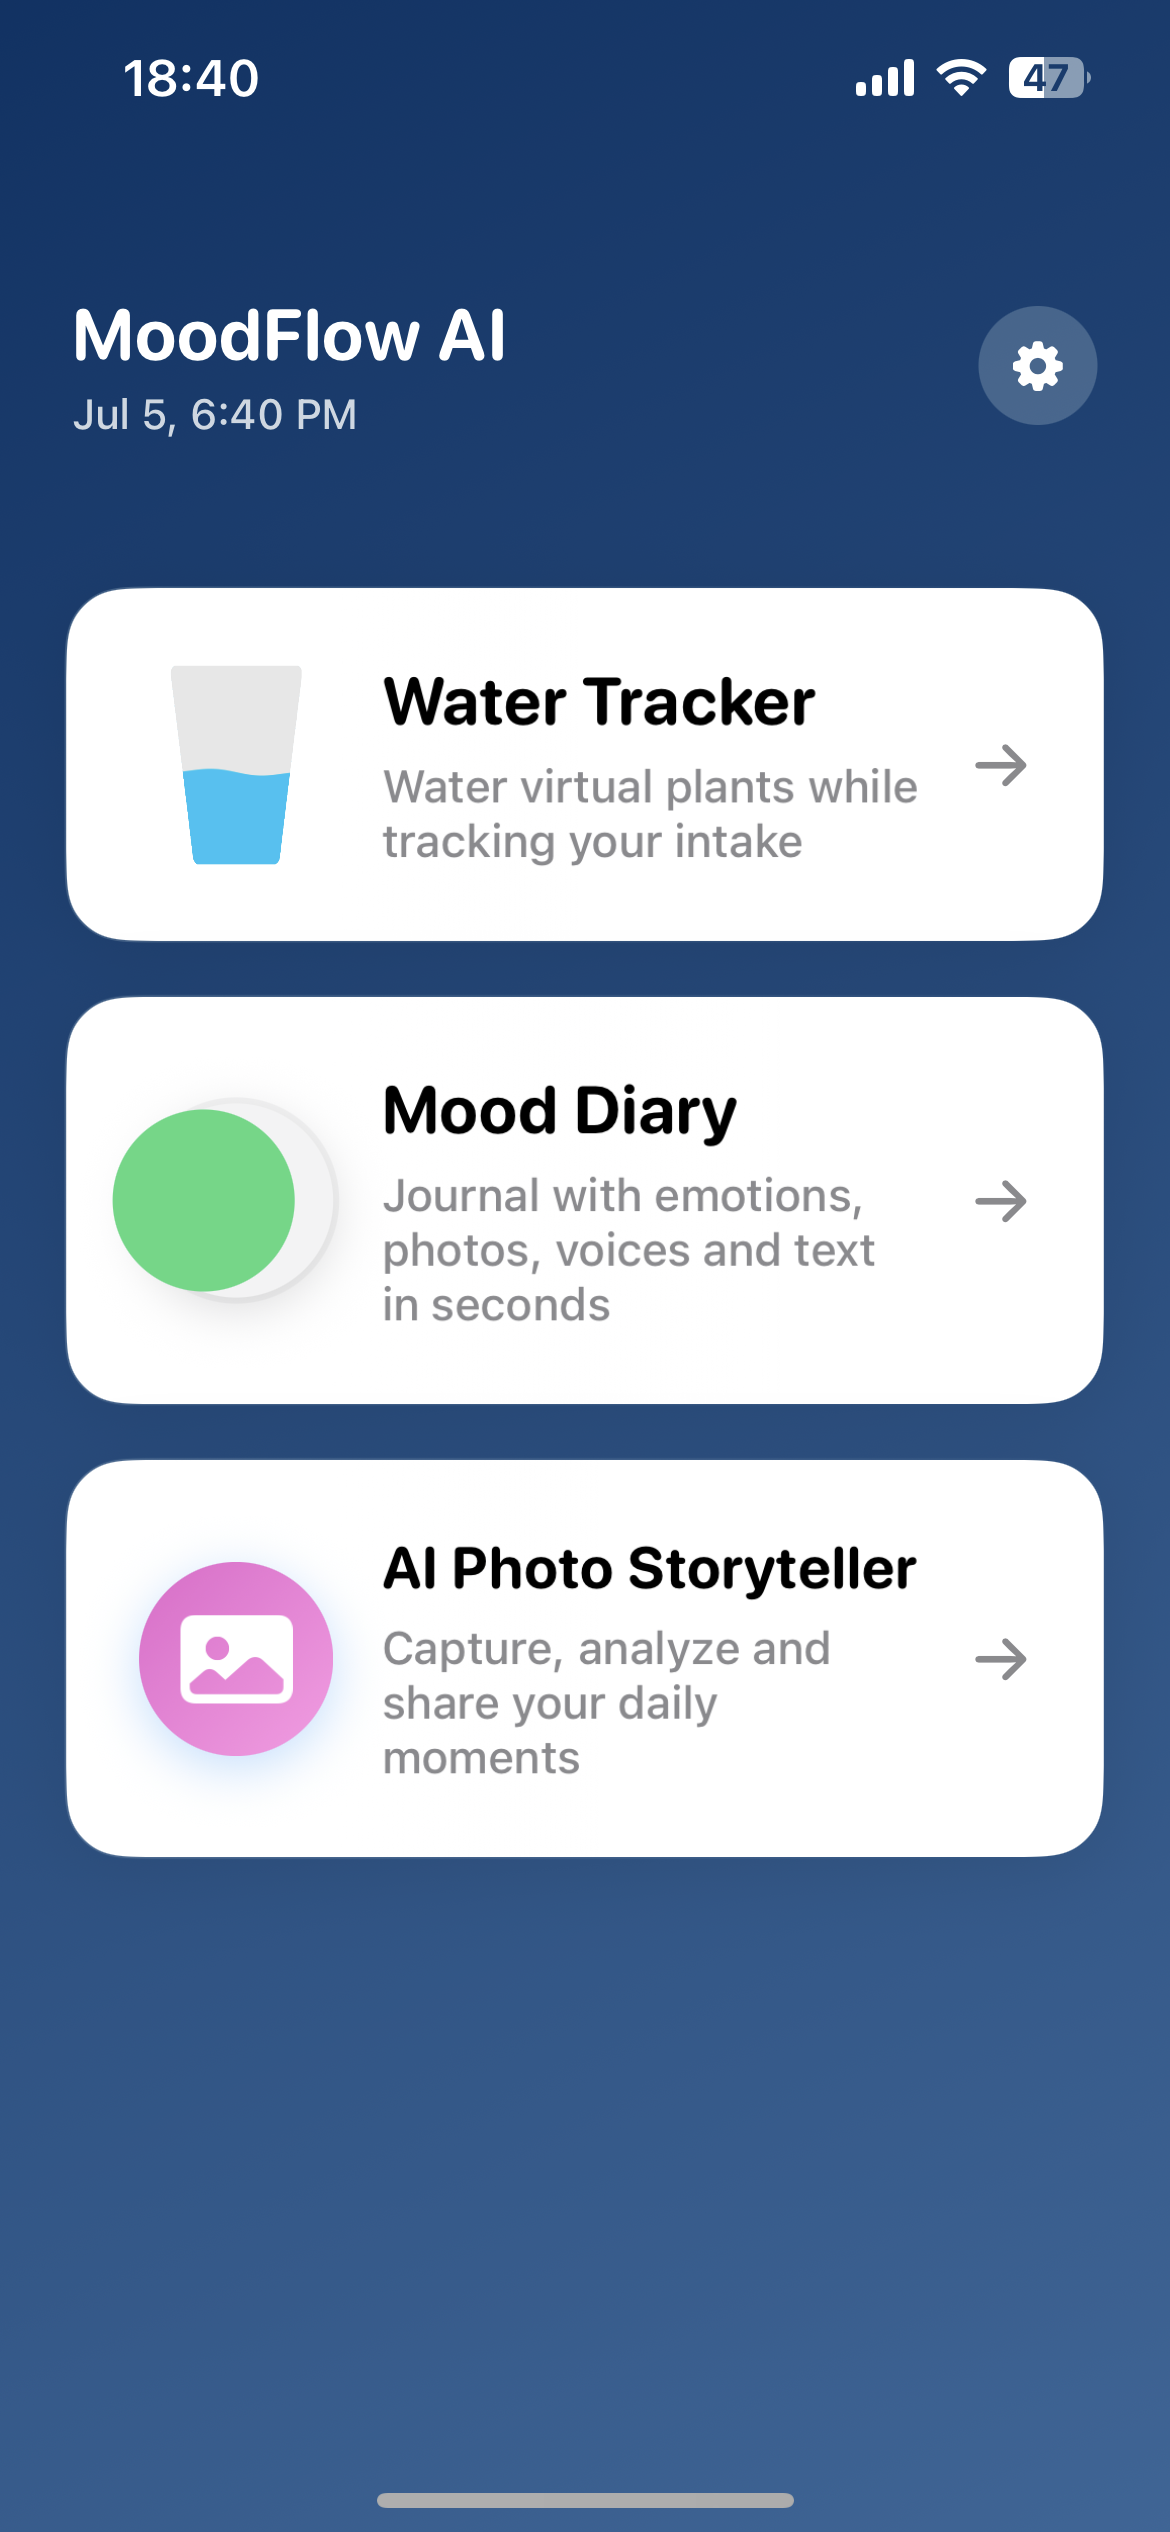 18:40
47
MoodFlow AI
Jul 5, 6:40 PM
Water Tracker
Water virtual plants while
tracking your intake
Mood Diary
Journal with emotions,
photos, voices and text
in seconds
AI Photo Storyteller
Capture, analyze and
share your daily
moments